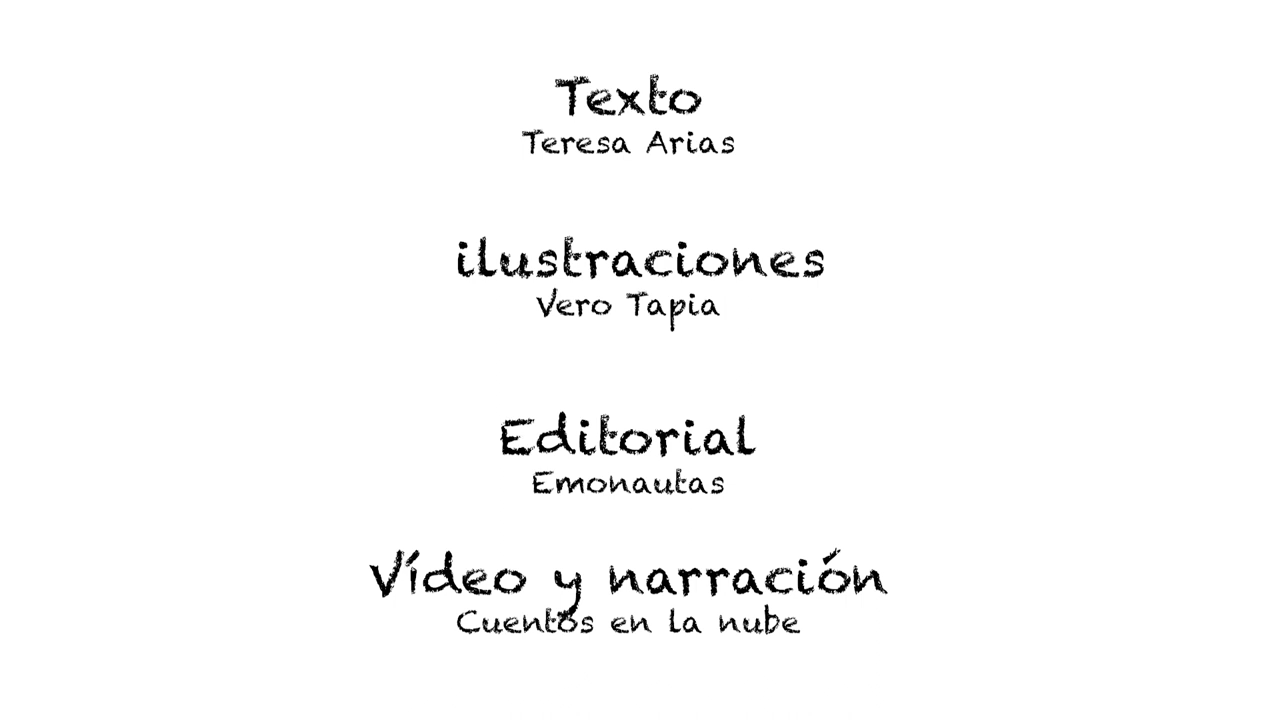 Texto
Teresa Arias
ilustraciones
Vero Tapia
Editorial
Emonautas
Vídeo y narración
Cuentos en la nube